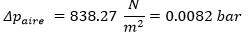 Δp_aire = 838.27 N/m² = 0.0082 bar